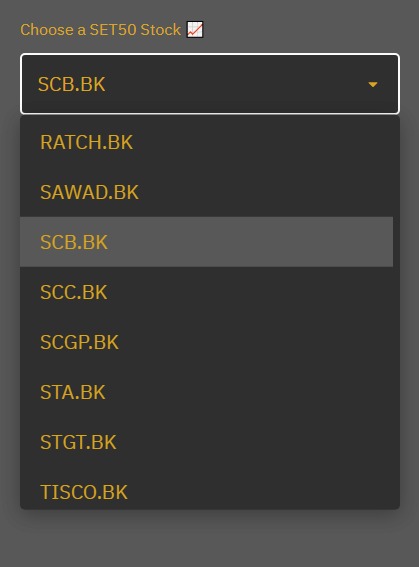 Choose a SET50 Stock 📈
SCB.BK
RATCH.BK
SAWAD.BK
SCB.BK
SCC.BK
SCGP.BK
STA.BK
STGT.BK
TISCO.BK